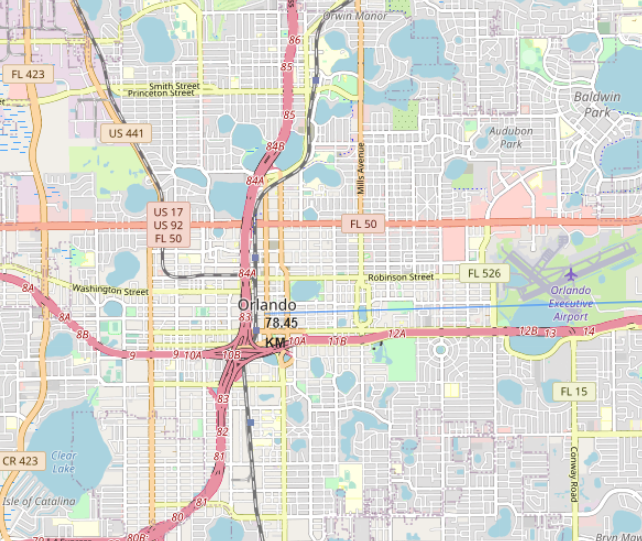 Orwin Manor
86
FL 423
85
Smith Street
Princeton Street
Baldwin
Park
85
US 441
Audubon
Park
84B
Mills Avenue
84A
US 17
US 92
FL 50
FL 50
84A
Robinson Street
FL 526
8A
Washington Street
Orlando
Orlando
Executive
Airport
8A
83
78.45
KM
8B
9
9
10A
10B
10A
11B
12A
12B
13
14
83
FL 15
82
Clear
Lake
81
CR 423
Conway Road
Isle of Catalina
81
80
80B